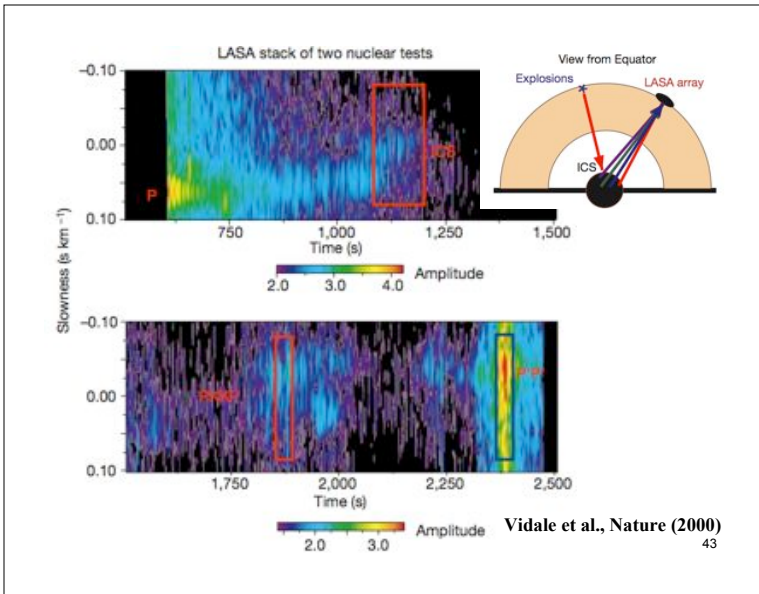 LASA stack of two nuclear tests
View from Equator
Explosions
LASA array
ICS
–0.10
0.00
0.10
P
ICS
750
1,000
1,250
1,500
Time (s)
2.0
3.0
4.0
Amplitude
Slowness (s km⁻¹)
–0.10
0.00
0.10
PKKP
1,750
2,000
2,250
2,500
Time (s)
2.0
3.0
Amplitude
Vidale et al., Nature (2000)
43